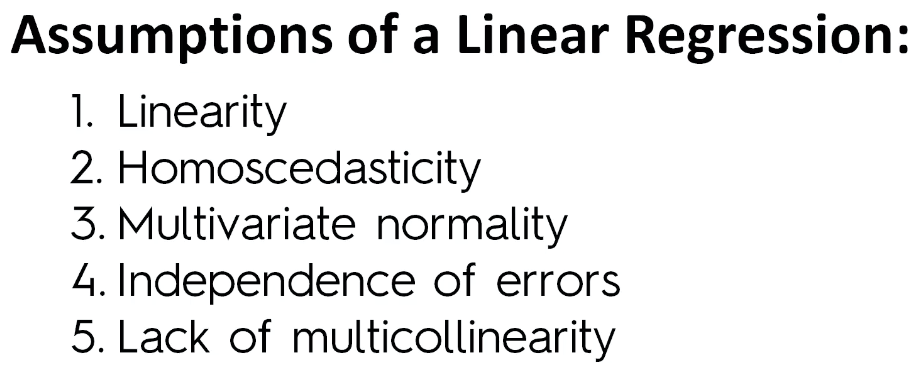 Assumptions of a Linear Regression:
1. Linearity
2. Homoscedasticity
3. Multivariate normality
4. Independence of errors
5. Lack of multicollinearity